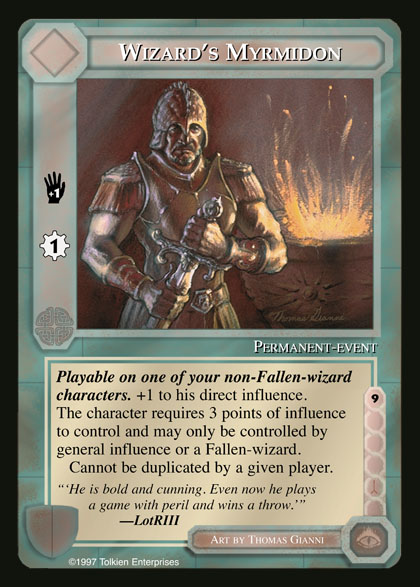 WIZARD'S MYRMIDON
+1
1
Thomas Gianni
PERMANENT-EVENT
Playable on one of your non-Fallen-wizard
characters. +1 to his direct influence.
The character requires 3 points of influence
to control and may only be controlled by
general influence or a Fallen-wizard.
Cannot be duplicated by a given player.
9
“‘He is bold and cunning. Even now he plays
a game with peril and wins a throw.’”
—LotRIII
ART BY THOMAS GIANNI
©1997 Tolkien Enterprises